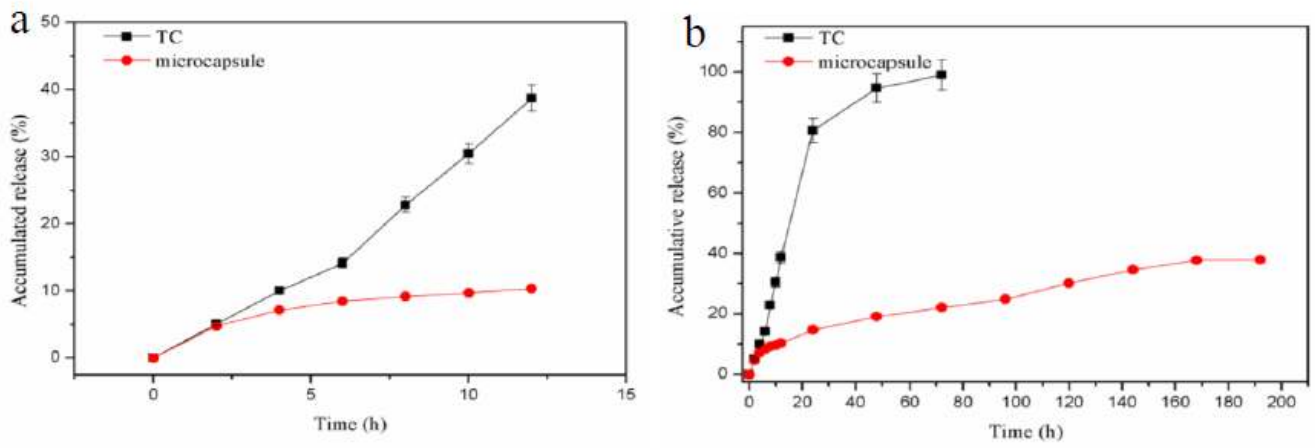 a
TC
microcapsule
50
40
30
20
10
0
Accumulated release (%)
0 5 10 15
Time (h)
b
TC
microcapsule
100
80
60
40
20
0
Accumulative release (%)
0 20 40 60 80 100 120 140 160 180 200
Time (h)